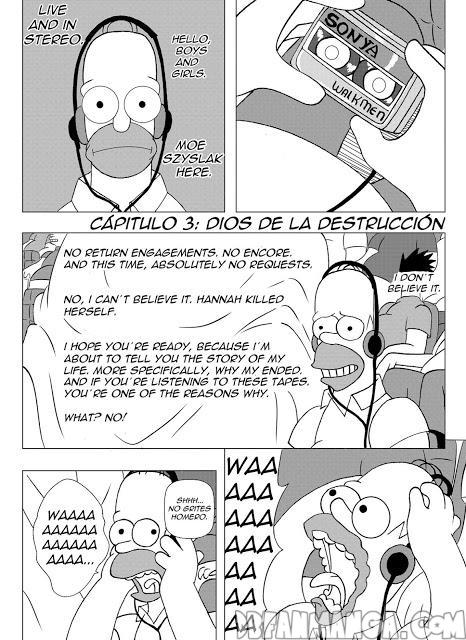 LIVE
AND IN
STEREO.
HELLO,
BOYS
AND
GIRLS.
MOE
SZYSLAK
HERE.
SONYA
WALKMEN
CÁPITULO 3: DIOS DE LA DESTRUCCIÓN
NO RETURN ENGAGEMENTS. NO ENCORE.
AND THIS TIME, ABSOLUTELY NO REQUESTS.
NO, I CAN'T BELIEVE IT. HANNAH KILLED
HERSELF.
I HOPE YOU'RE READY, BECAUSE I'M
ABOUT TO TELL YOU THE STORY OF MY
LIFE. MORE SPECIFICALLY, WHY MY ENDED.
AND IF YOU'RE LISTENING TO THESE TAPES.
YOU'RE ONE OF THE REASONS WHY.
WHAT? NO!
I DON'T
BELIEVE IT.
WAAAA
AAAAAA
AAAAAA
AAA...
SHHH...
NO GRITES
HOMERO.
WAA
AAA
AAA
AAA
AAA
AA
AA
DBFANMANGA.COM